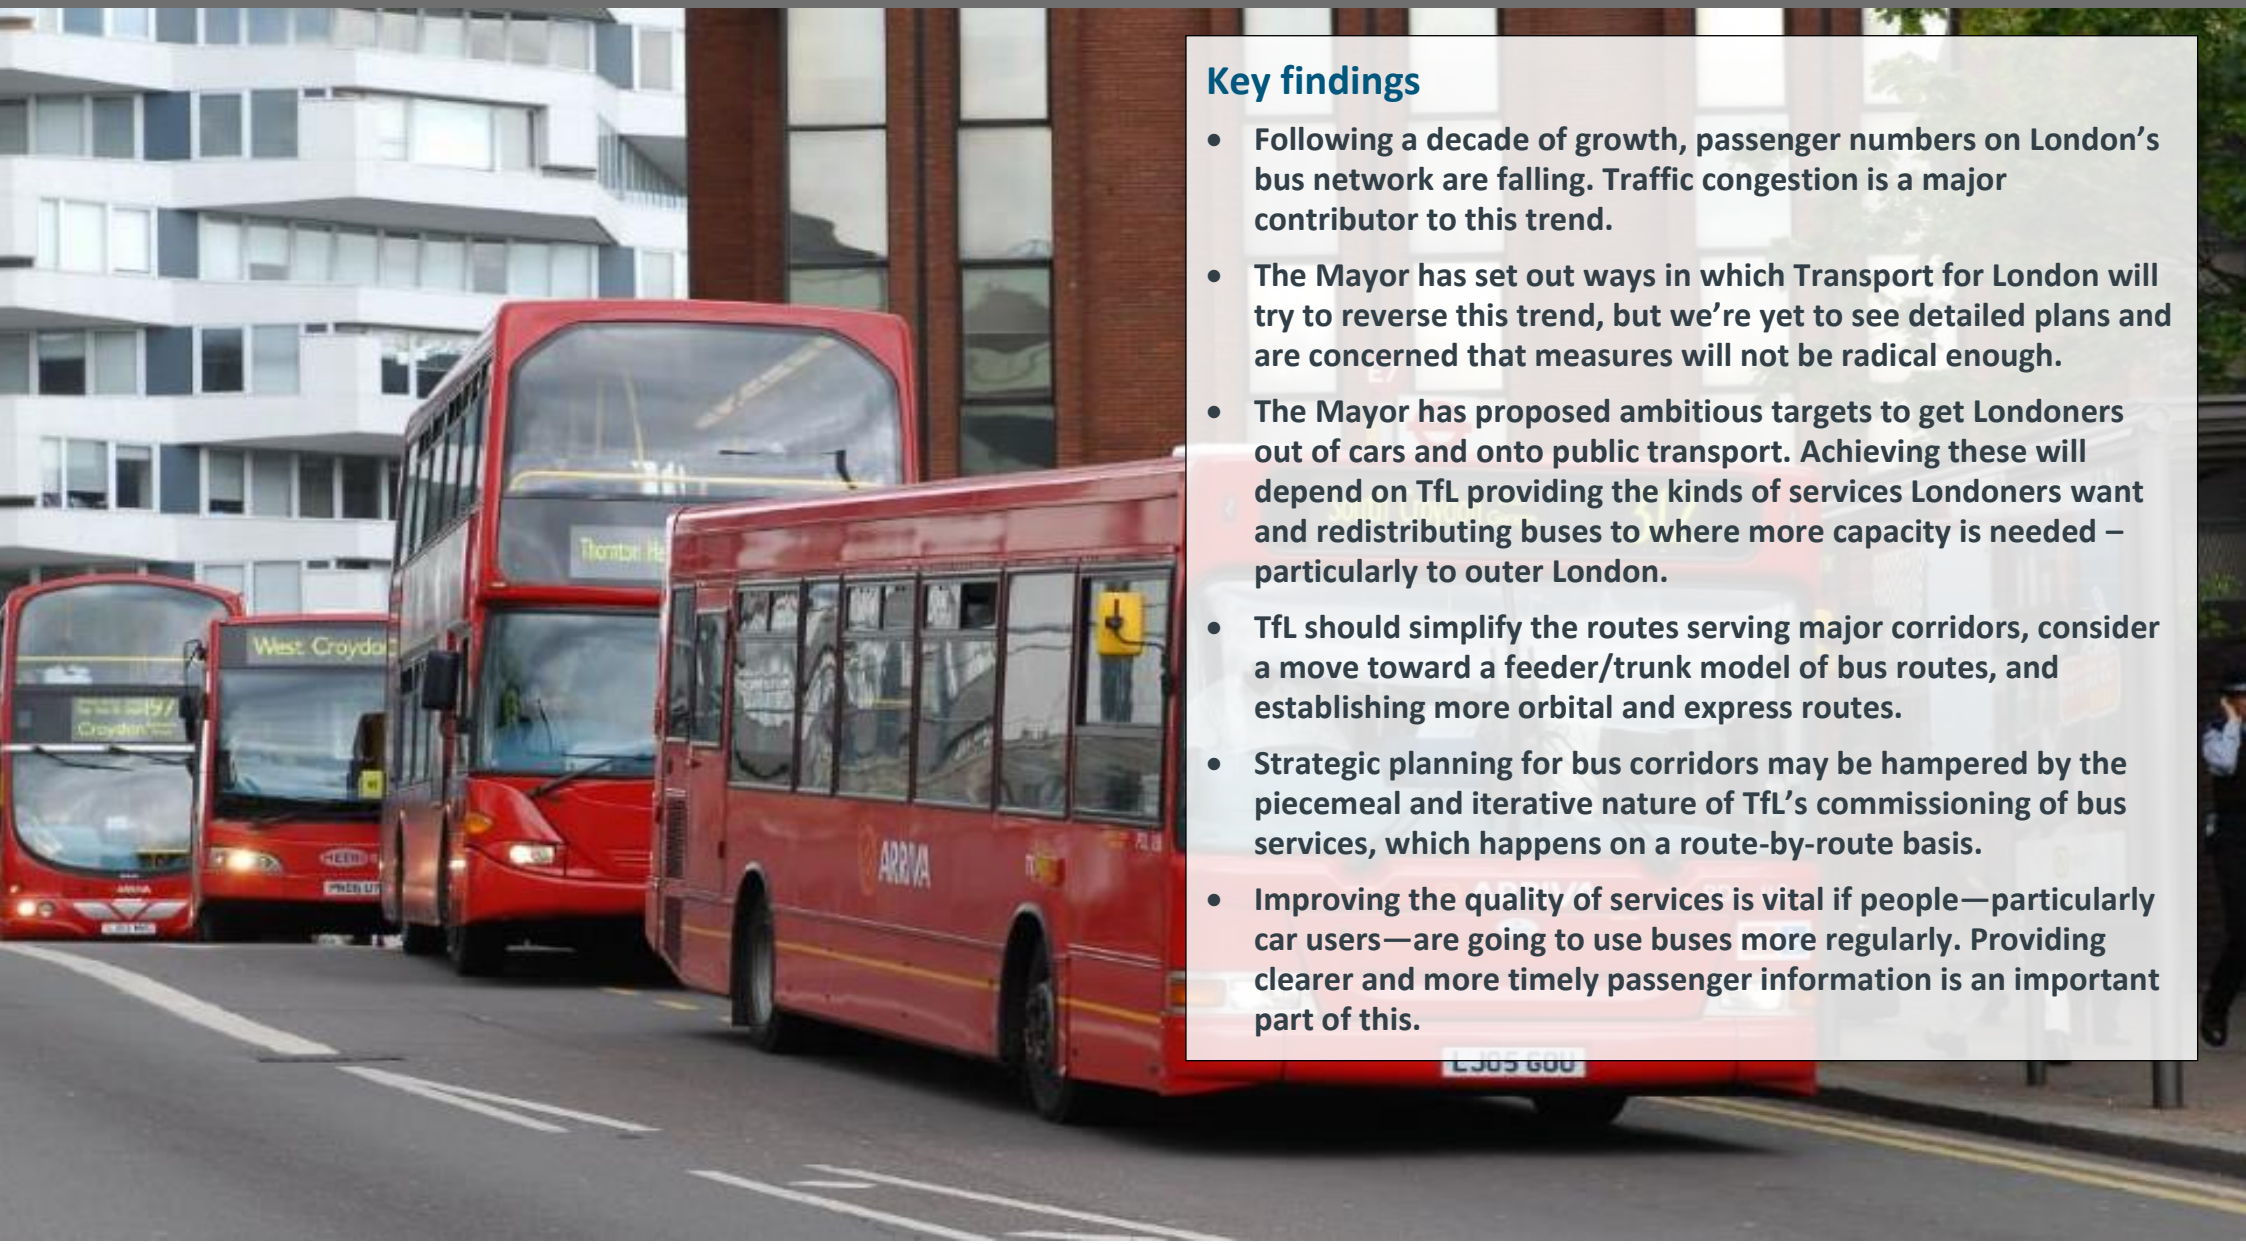 Key findings
• Following a decade of growth, passenger numbers on London’s
bus network are falling. Traffic congestion is a major
contributor to this trend.
• The Mayor has set out ways in which Transport for London will
try to reverse this trend, but we’re yet to see detailed plans and
are concerned that measures will not be radical enough.
• The Mayor has proposed ambitious targets to get Londoners
out of cars and onto public transport. Achieving these will
depend on TfL providing the kinds of services Londoners want
and redistributing buses to where more capacity is needed –
particularly to outer London.
• TfL should simplify the routes serving major corridors, consider
a move toward a feeder/trunk model of bus routes, and
establishing more orbital and express routes.
• Strategic planning for bus corridors may be hampered by the
piecemeal and iterative nature of TfL’s commissioning of bus
services, which happens on a route-by-route basis.
• Improving the quality of services is vital if people—particularly
car users—are going to use buses more regularly. Providing
clearer and more timely passenger information is an important
part of this.
Thornton He
West Croydon
197
Croydon
ARRIVA
ARRIVA
317
LJ05 GOU